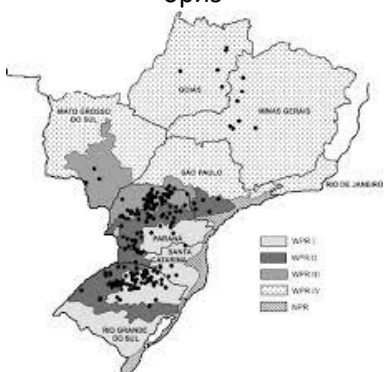 GOIÁS
MATO GROSSO
DO SUL
MINAS GERAIS
SÃO PAULO
RIO DE JANEIRO
PARANÁ
SANTA
CATARINA
WPR I
WPR II
WPR III
WPR IV
NPR
RIO GRANDE
DO SUL